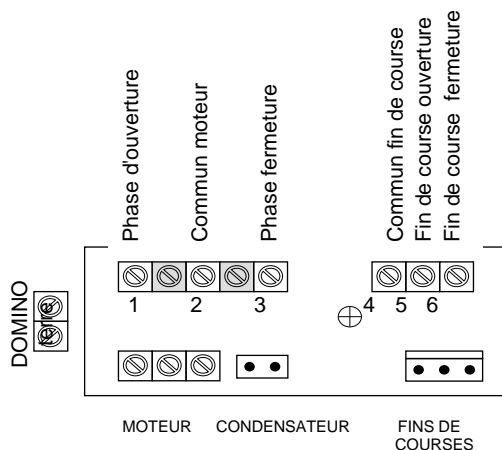 Phase d'ouverture
Commun moteur
Phase fermeture
Commun fin de course
Fin de course ouverture
Fin de course fermeture
DOMINO
terre
1 2 3 4 5 6
MOTEUR
CONDENSATEUR
FINS DE
COURSES